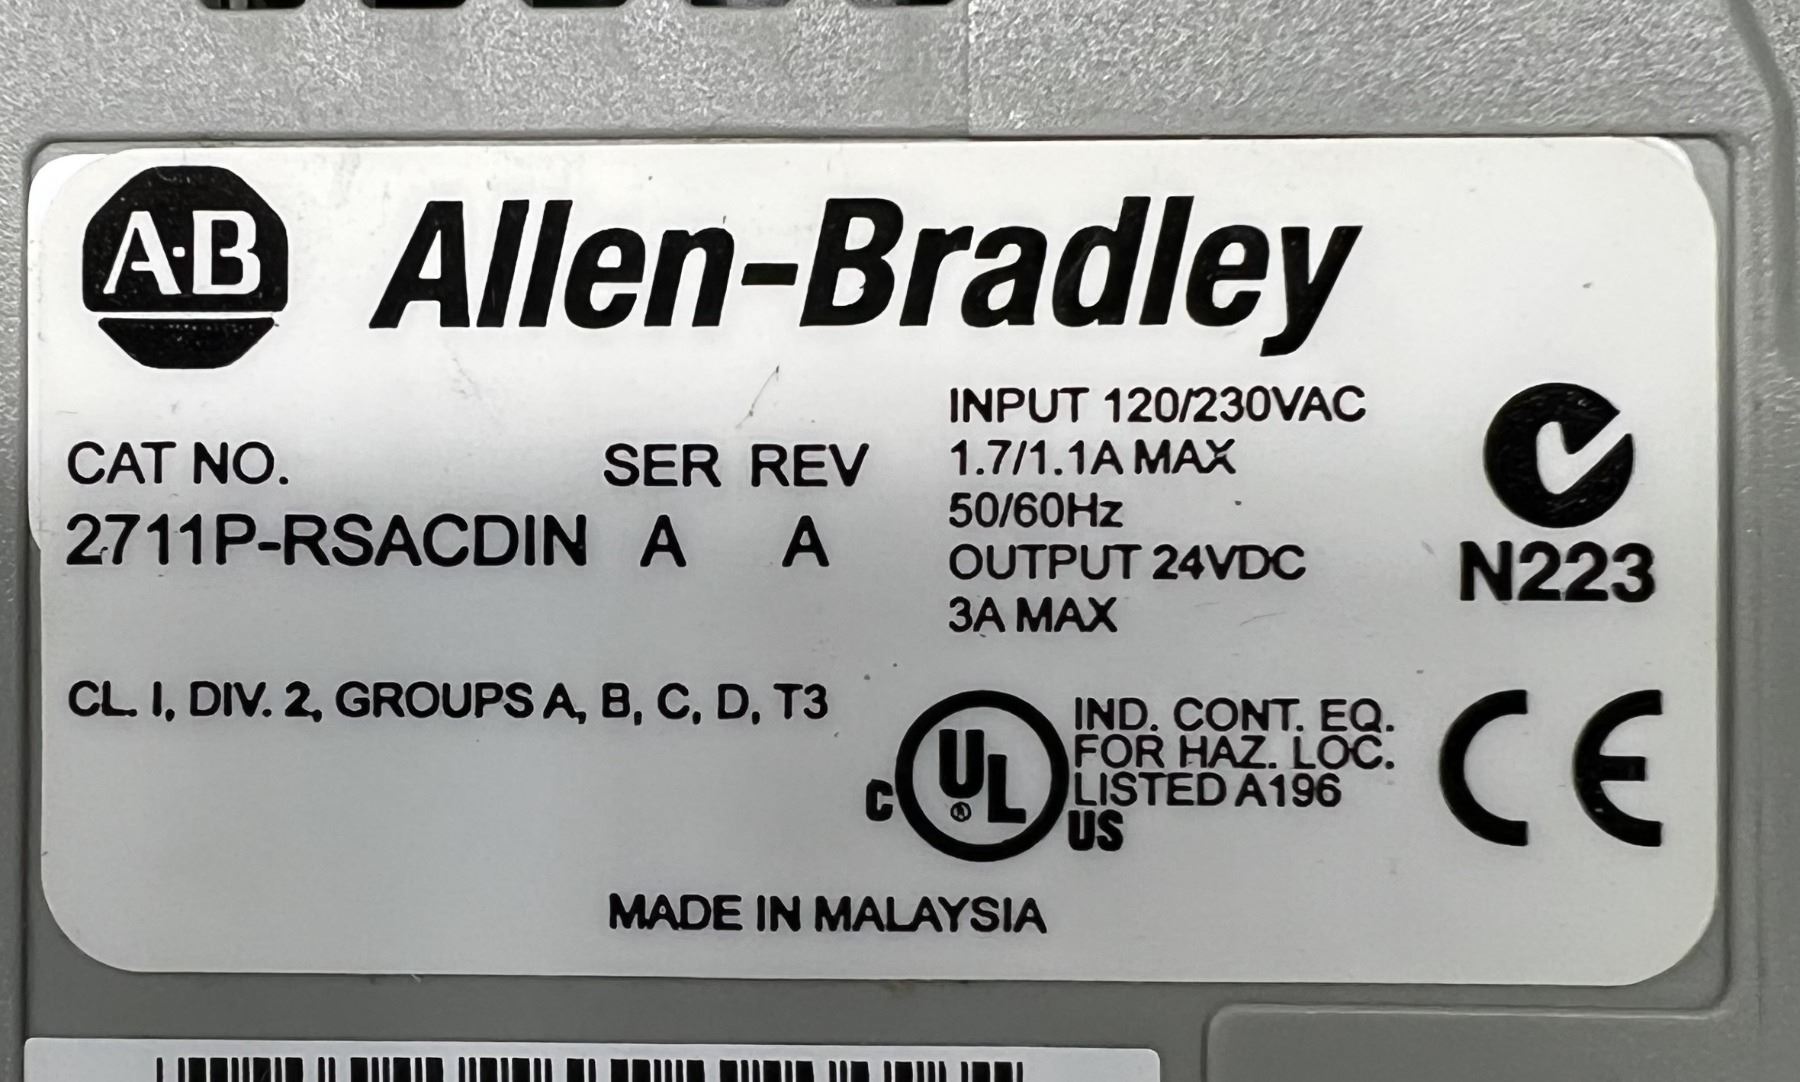 A·B Allen-Bradley
CAT NO. SER REV
2711P-RSACDIN A A
INPUT 120/230VAC
1.7/1.1A MAX
50/60Hz
OUTPUT 24VDC
3A MAX
N223
CL. I, DIV. 2, GROUPS A, B, C, D, T3
C UL ® US
IND. CONT. EQ.
FOR HAZ. LOC.
LISTED A196
CE
MADE IN MALAYSIA